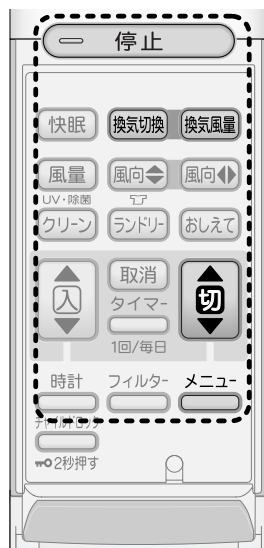 停止
快眠 換気切換 換気風量
風量 風向 風向
UV・除菌
クリーン ランドリー おしえて
入 取消 切
タイマー
1回/毎日
時計 フィルター メニュー
チャイルドロック
2秒押す